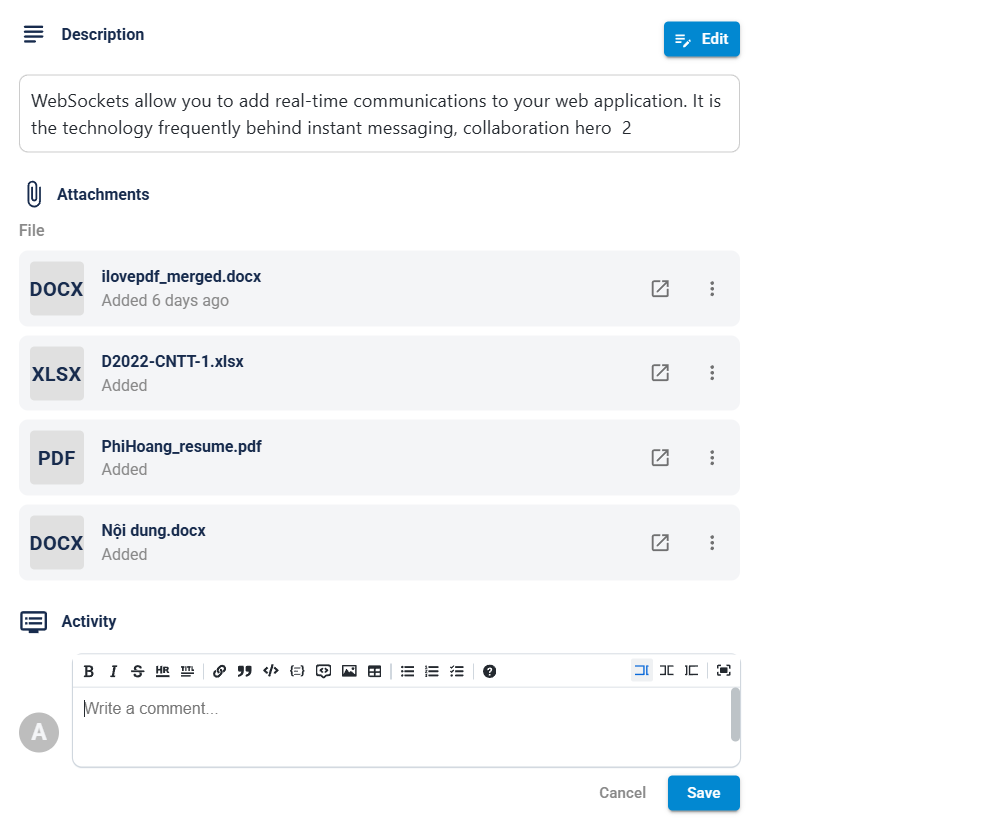 Description
Edit
WebSockets allow you to add real-time communications to your web application. It is
the technology frequently behind instant messaging, collaboration hero  2
Attachments
File
DOCX
ilovepdf_merged.docx
Added 6 days ago
XLSX
D2022-CNTT-1.xlsx
Added
PDF
PhiHoang_resume.pdf
Added
DOCX
Nội dung.docx
Added
Activity
B I S HR TITL
A
Write a comment...
Cancel
Save